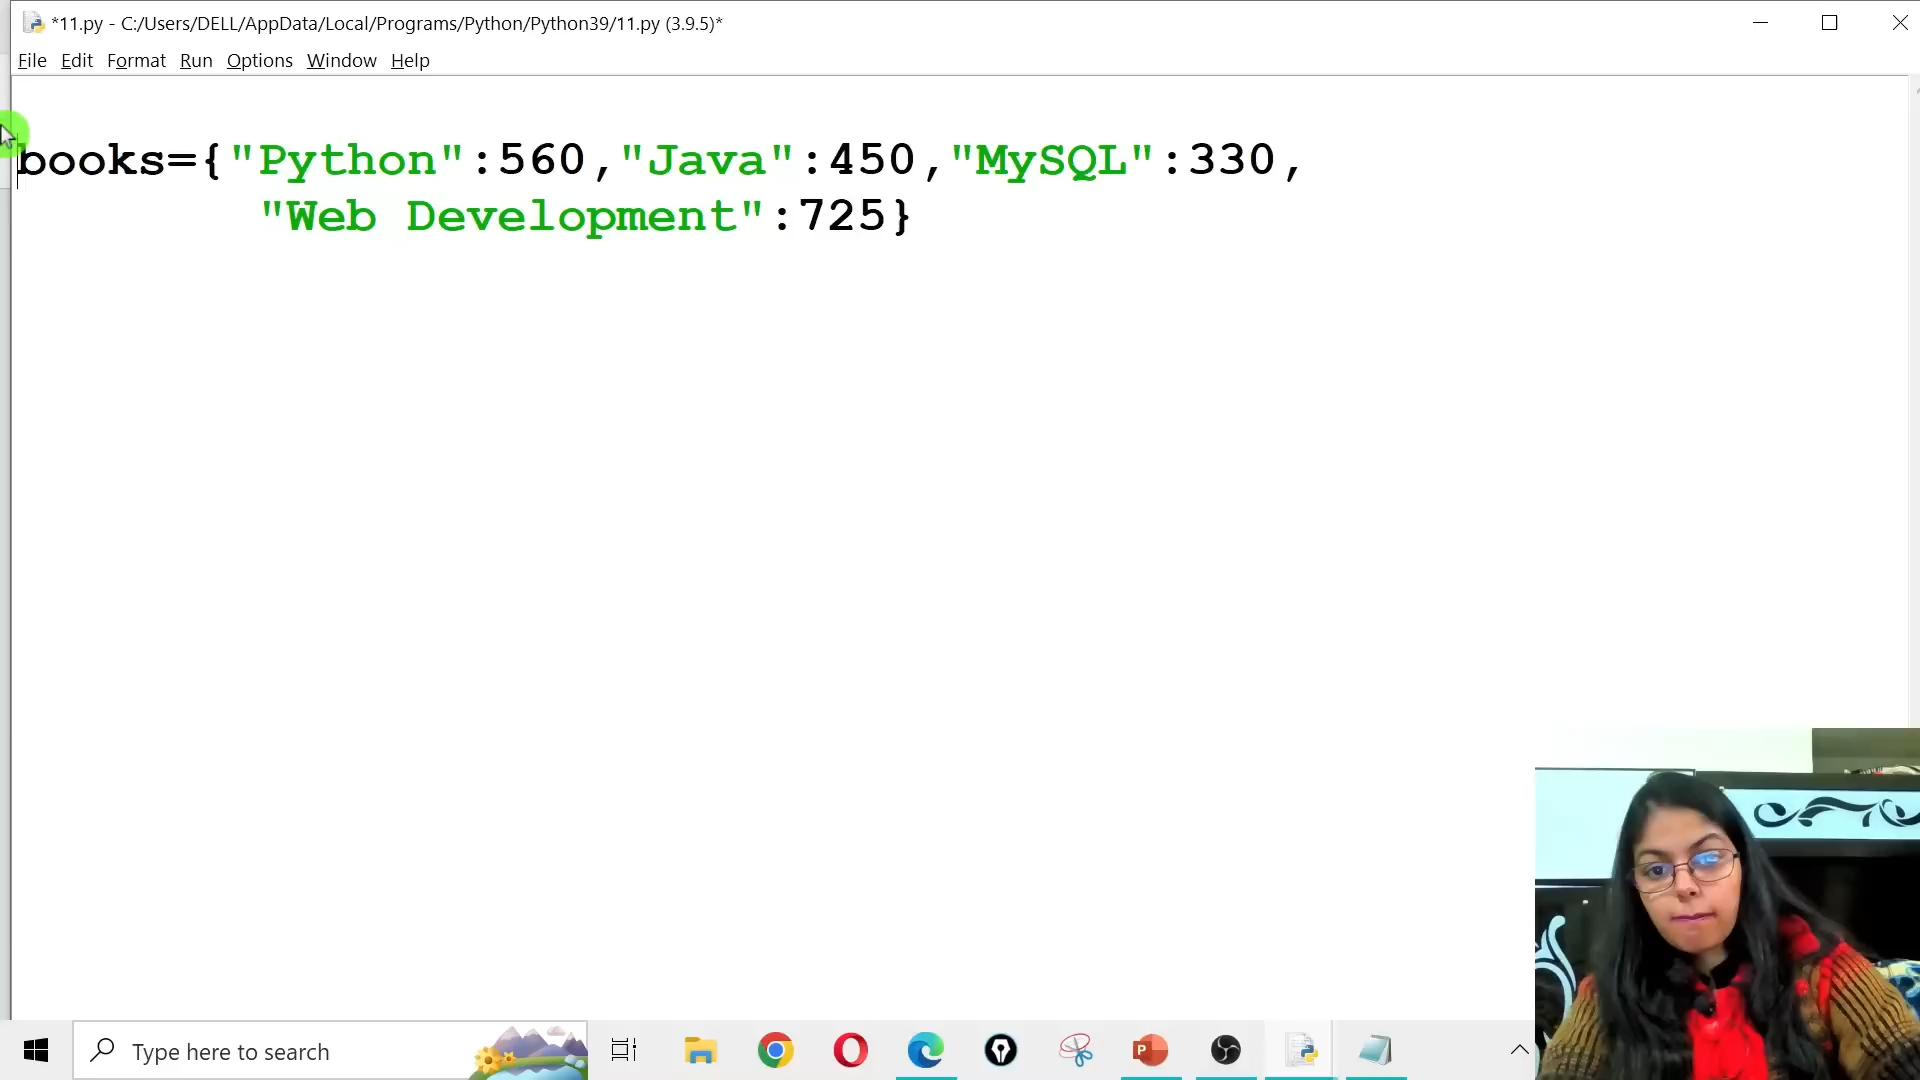 *11.py - C:/Users/DELL/AppData/Local/Programs/Python/Python39/11.py (3.9.5)*
File Edit Format Run Options Window Help
books={"Python":560,"Java":450,"MySQL":330,
"Web Development":725}
Type here to search